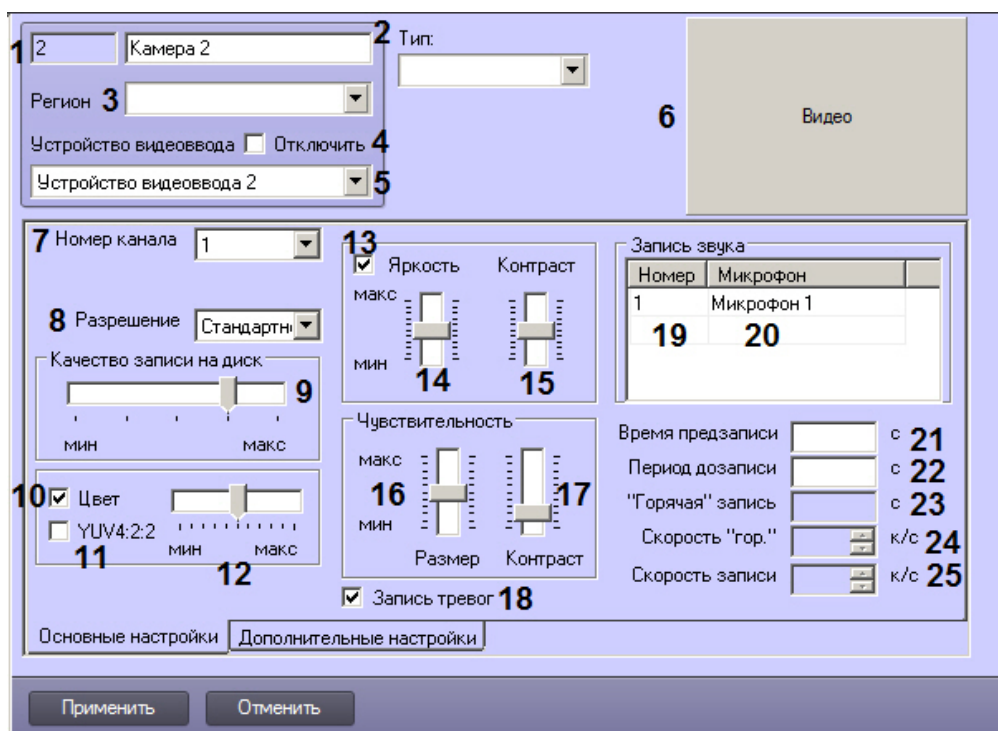 1 2 Камера 2 2 Тип:
Регион 3
Устройство видеоввода Отключить 4
Устройство видеоввода 2 5
6 Видео
7 Номер канала 1
8 Разрешение Стандартн
Качество записи на диск
9
мин макс
10 Цвет
YUV4:2:2
11
мин макс
12
13
Яркость Контраст
макс
мин
14 15
Чувствительность
макс
16 17
мин
Размер Контраст
Запись тревог 18
Запись звука
Номер Микрофон
1 Микрофон 1
19 20
Время предзаписи с 21
Период дозаписи с 22
"Горячая" запись с 23
Скорость "гор." к/с 24
Скорость записи к/с 25
Основные настройки Дополнительные настройки
Применить Отменить